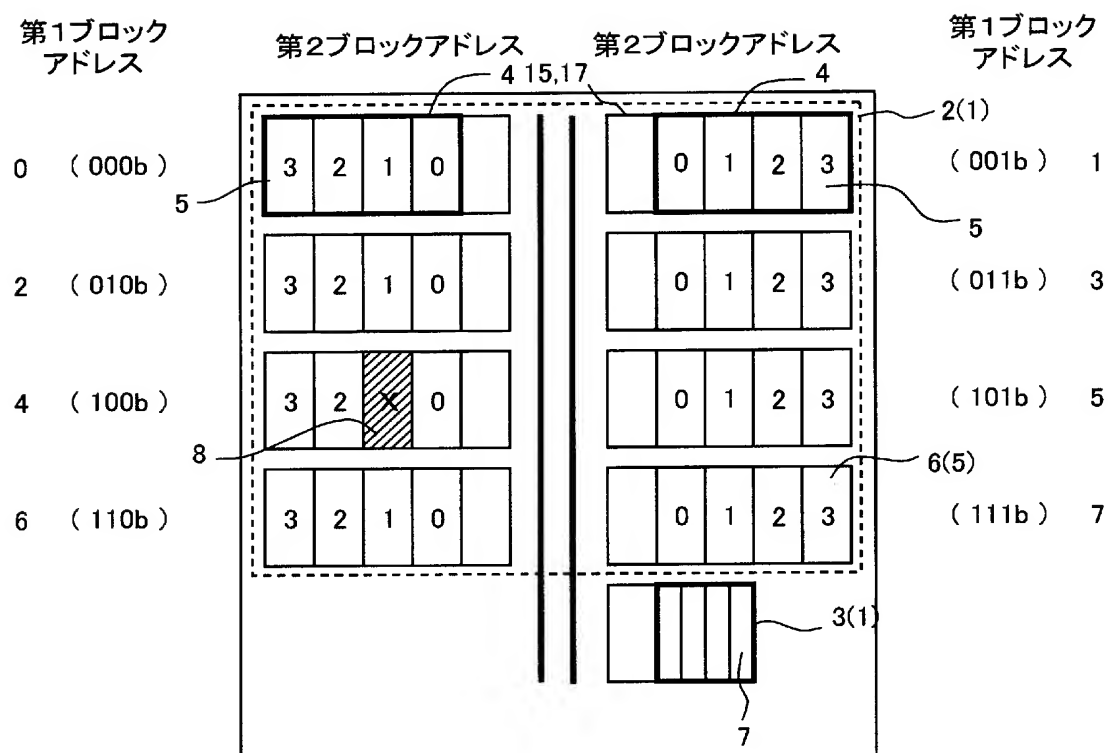 第1ブロック
アドレス
第2ブロックアドレス
第2ブロックアドレス
第1ブロック
アドレス
4 15,17
4
2(1)
0 (000b) 3 2 1 0 0 1 2 3 (001b) 1
5
5
2 (010b) 3 2 1 0 0 1 2 3 (011b) 3
4 (100b) 3 2 X 0 0 1 2 3 (101b) 5
8
6(5)
6 (110b) 3 2 1 0 0 1 2 3 (111b) 7
3(1)
7